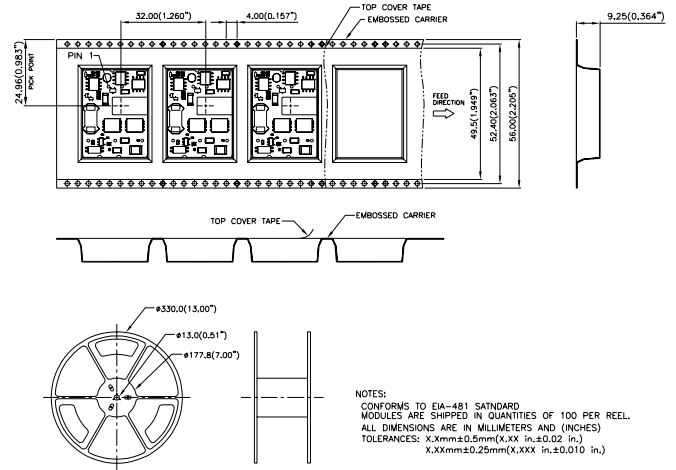 TOP COVER TAPE
EMBOSSED CARRIER
32.00(1.260")
4.00(0.157")
9.25(0.364")
24.96(0.983")
PICK POINT
PIN 1
FEED
DIRECTION
49.5(1.949")
52.40(2.063")
56.00(2.205")
TOP COVER TAPE
EMBOSSED CARRIER
ø330.0(13.00")
ø13.0(0.51")
ø177.8(7.00")
NOTES:
CONFORMS TO EIA-481 SATNDARD
MODULES ARE SHIPPED IN QUANTITIES OF 100 PER REEL.
ALL DIMENSIONS ARE IN MILLIMETERS AND (INCHES)
TOLERANCES: X.Xmm±0.5mm(X.XX in.±0.02 in.)
X.XXmm±0.25mm(X.XXX in.±0.010 in.)